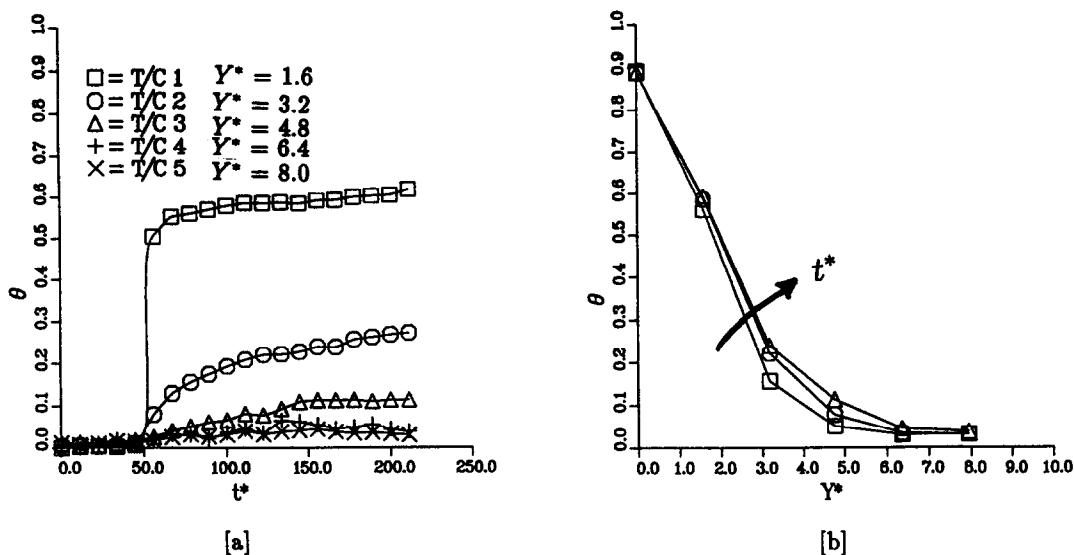 1.0
0.9
0.8
0.7
0.6
0.5
0.4
0.3
0.2
0.1
0.0
θ
= T/C 1 Y* = 1.6
= T/C 2 Y* = 3.2
= T/C 3 Y* = 4.8
= T/C 4 Y* = 6.4
= T/C 5 Y* = 8.0
0.0 50.0 100.0 150.0 200.0 250.0
t*
[a]
1.0
0.9
0.8
0.7
0.6
0.5
0.4
0.3
0.2
0.1
0.0
θ
t*
0.0 1.0 2.0 3.0 4.0 5.0 6.0 7.0 8.0 9.0 10.0
Y*
[b]